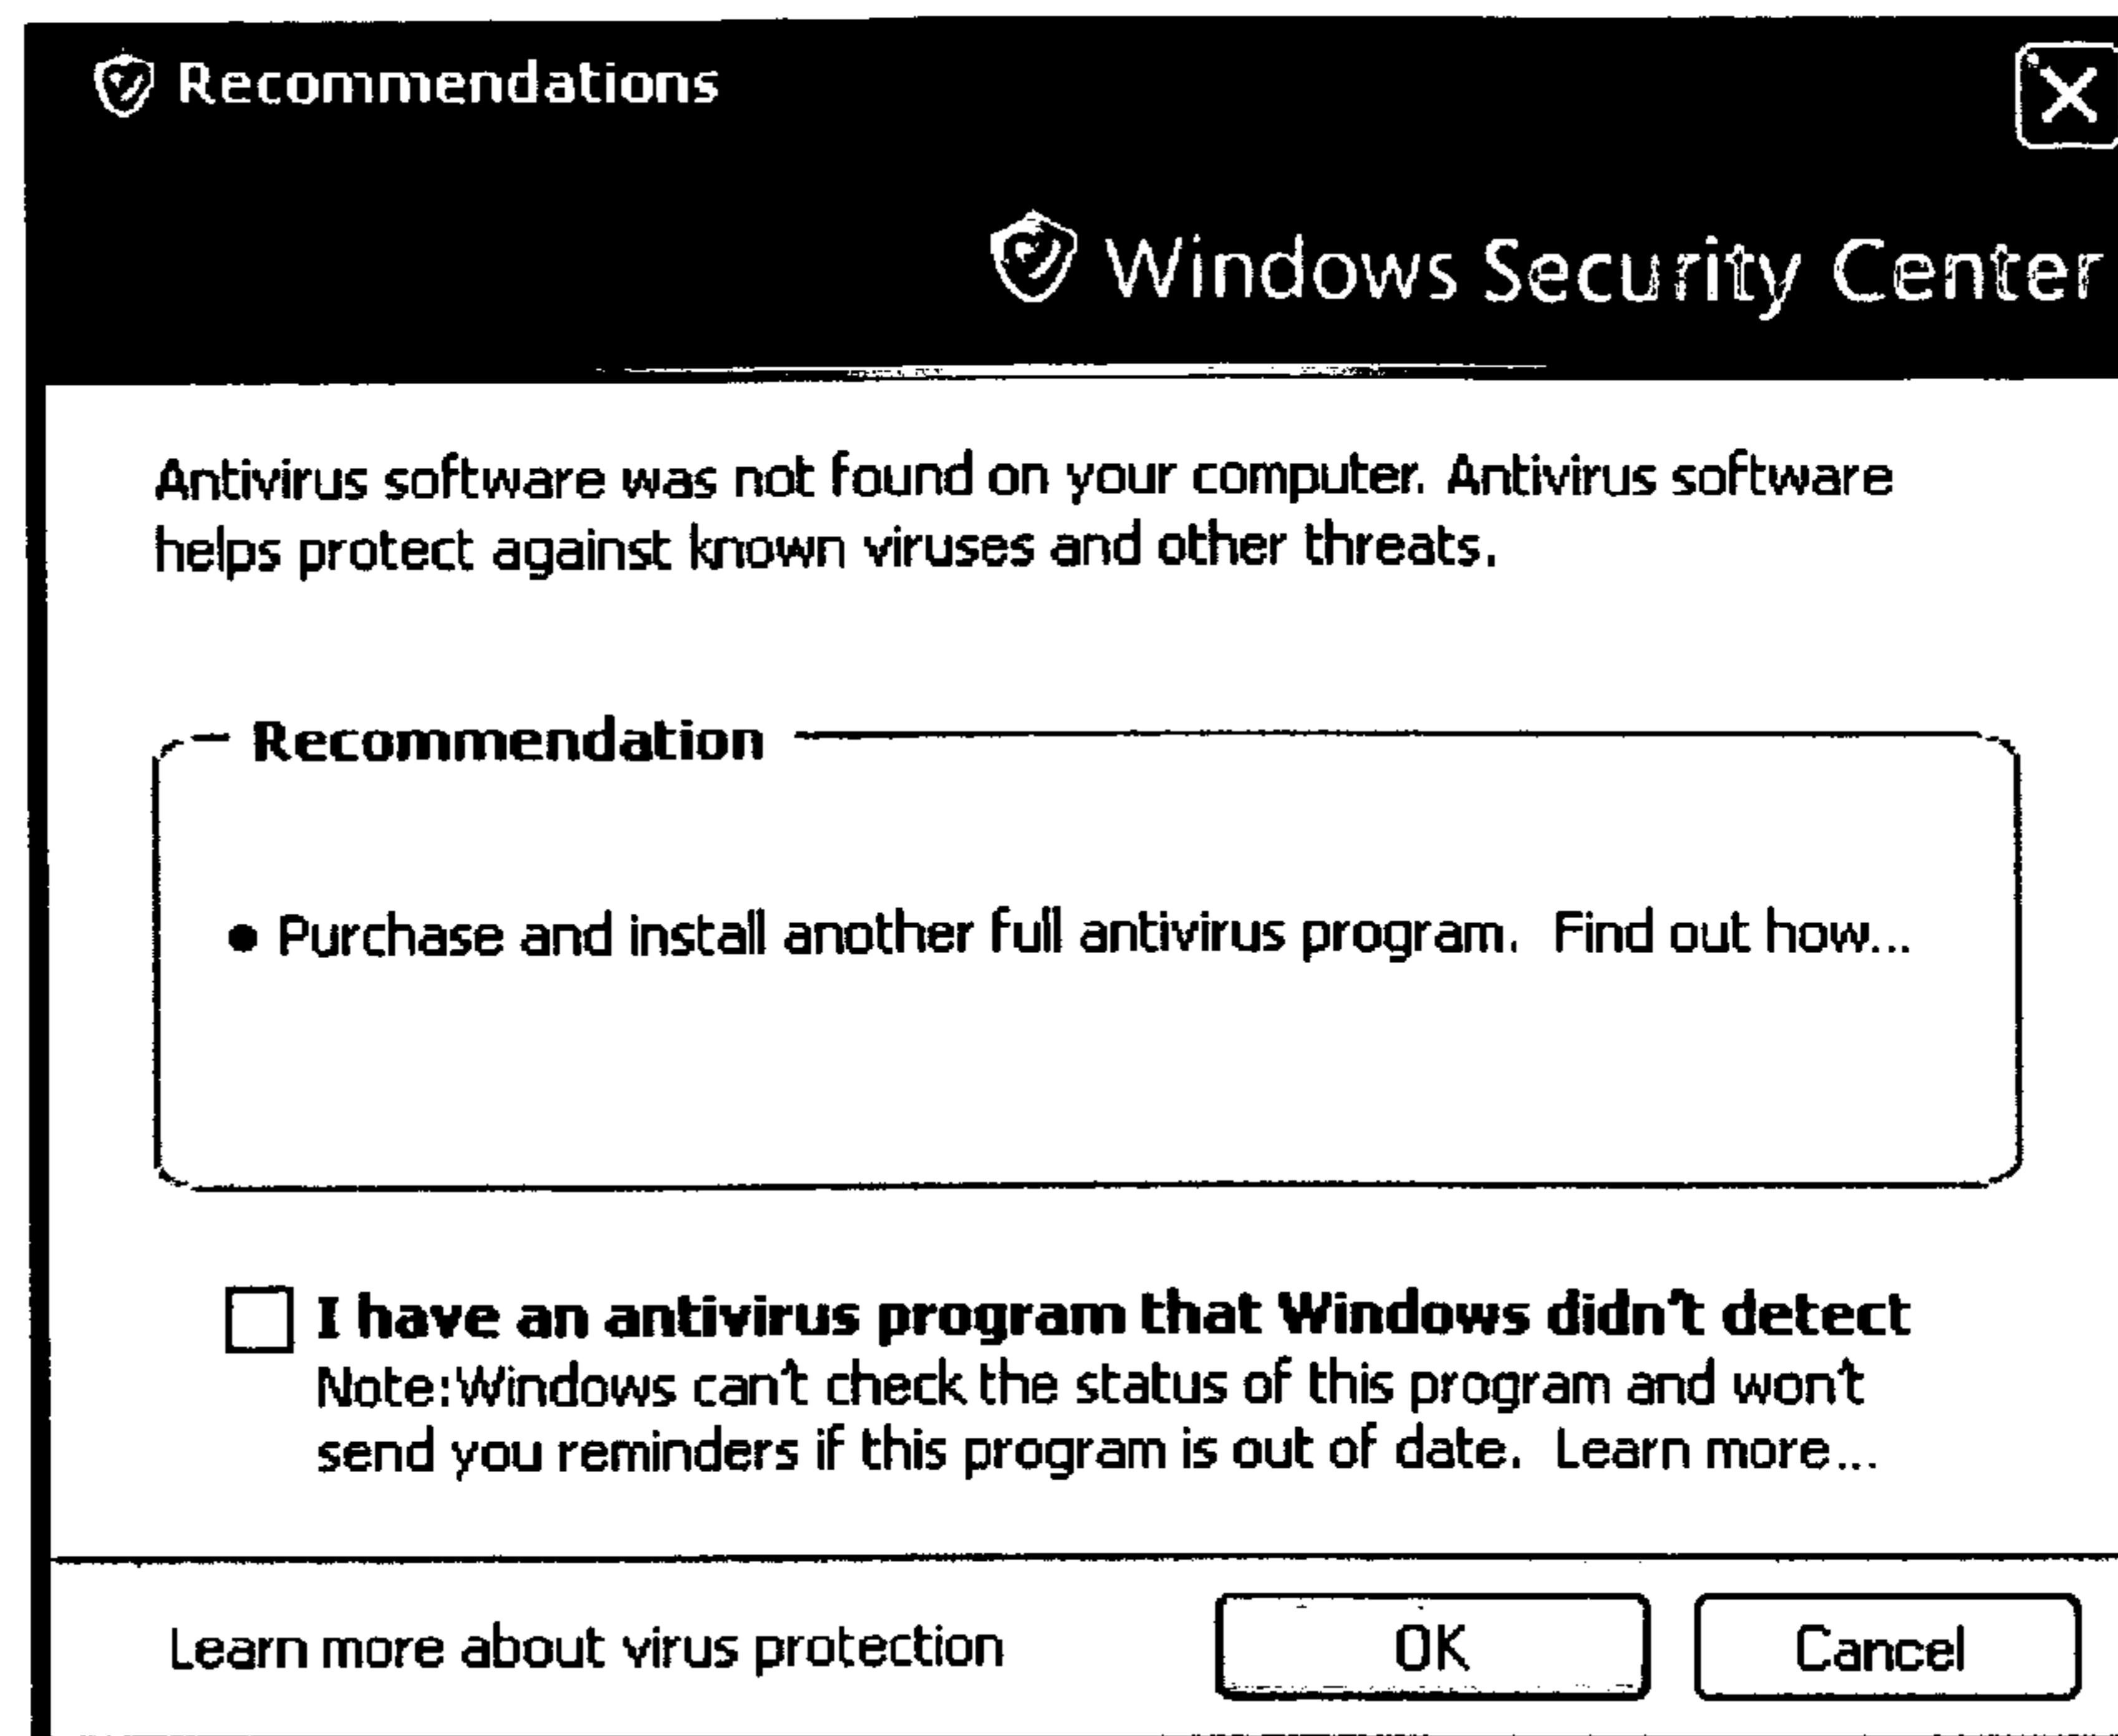 Recommendations
Windows Security Center
Antivirus software was not found on your computer. Antivirus software
helps protect against known viruses and other threats.
Recommendation
• Purchase and install another full antivirus program.  Find out how...
I have an antivirus program that Windows didn't detect
Note:Windows can't check the status of this program and won't
send you reminders if this program is out of date.  Learn more...
Learn more about virus protection
OK
Cancel